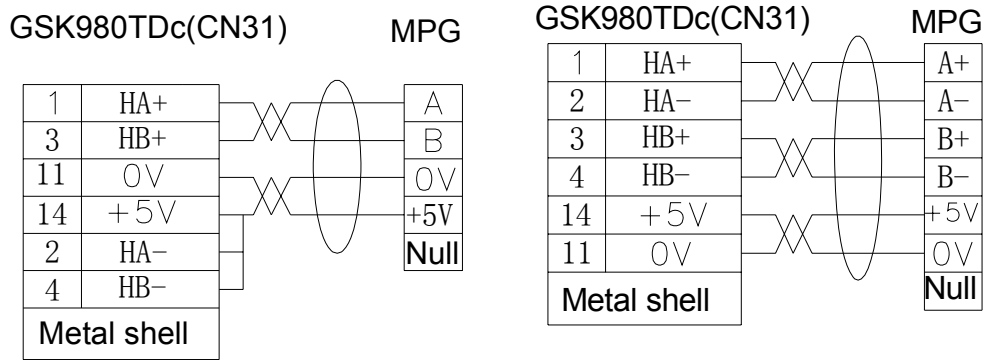 GSK980TDc(CN31) MPG
1 HA+ A
3 HB+ B
11 0V 0V
14 +5V +5V
2 HA- Null
4 HB-
Metal shell
GSK980TDc(CN31) MPG
1 HA+ A+
2 HA- A-
3 HB+ B+
4 HB- B-
14 +5V +5V
11 0V 0V
Metal shell Null